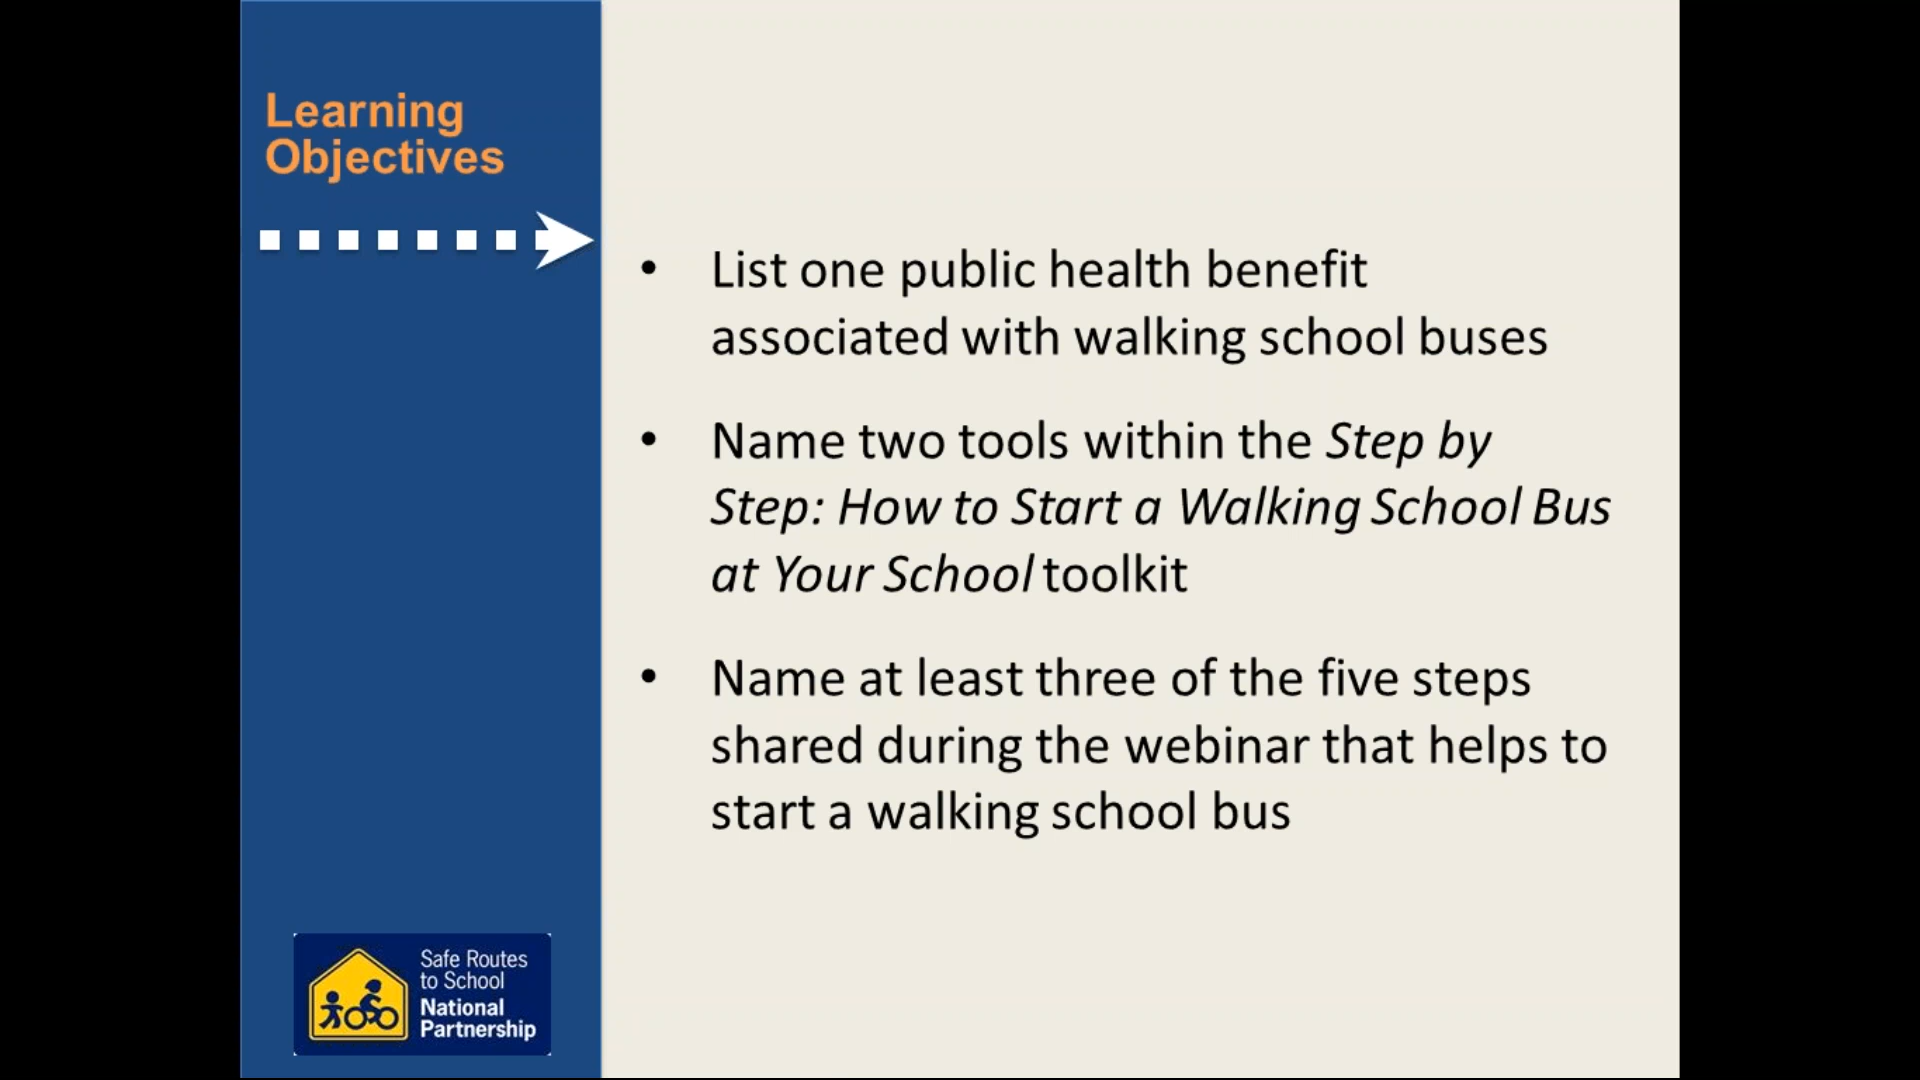 Learning
Objectives
• List one public health benefit
associated with walking school buses
• Name two tools within the Step by
Step: How to Start a Walking School Bus
at Your School toolkit
• Name at least three of the five steps
shared during the webinar that helps to
start a walking school bus
Safe Routes
to School
National
Partnership